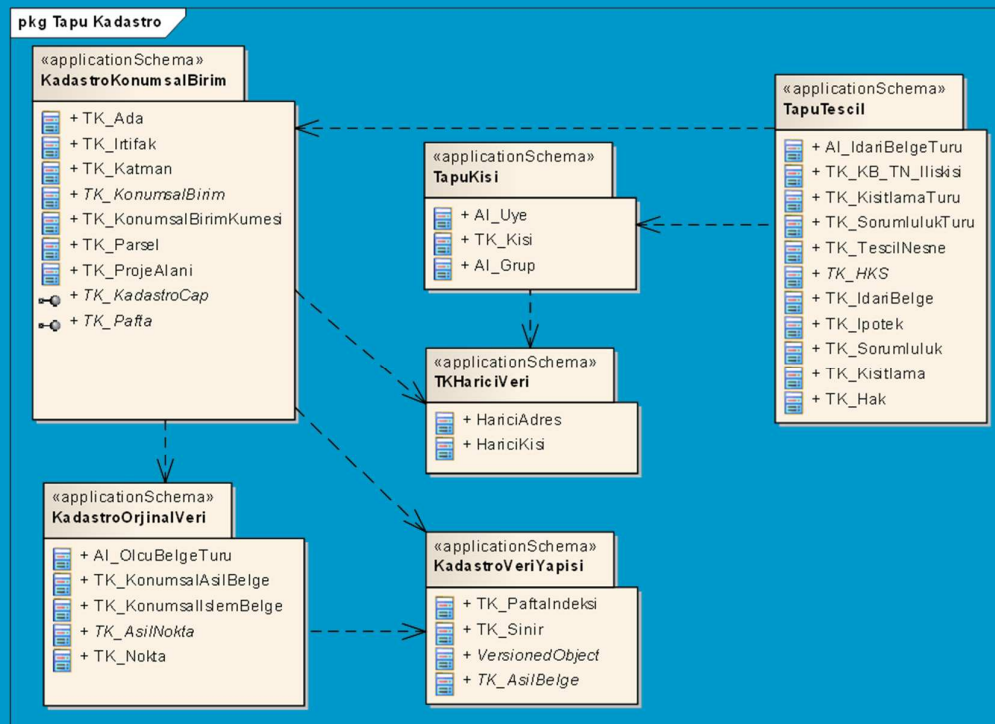 pkg Tapu Kadastro
«applicationSchema»
KadastroKonumsalBirim
+ TK_Ada
+ TK_Irtifak
+ TK_Katman
+ TK_KonumsalBirim
+ TK_KonumsalBirimKumesi
+ TK_Parsel
+ TK_ProjeAlani
+ TK_KadastroCap
+ TK_Pafta
«applicationSchema»
TapuKisi
+ AI_Uye
+ TK_Kisi
+ AI_Grup
«applicationSchema»
TapuTescil
+ AI_IdariBelgeTuru
+ TK_KB_TN_Iliskisi
+ TK_KisitlamaTuru
+ TK_SorumlulukTuru
+ TK_TescilNesne
+ TK_HKS
+ TK_IdariBelge
+ TK_Ipotek
+ TK_Sorumluluk
+ TK_Kisitlama
+ TK_Hak
«applicationSchema»
TKHariciVeri
+ HariciAdres
+ HariciKisi
«applicationSchema»
KadastroOrjinalVeri
+ AI_OlcuBelgeTuru
+ TK_KonumsalAsilBelge
+ TK_KonumsalIslemBelge
+ TK_AsilNokta
+ TK_Nokta
«applicationSchema»
KadastroVeriYapisi
+ TK_PaftaIndeksi
+ TK_Sinir
+ VersionedObject
+ TK_AsilBelge